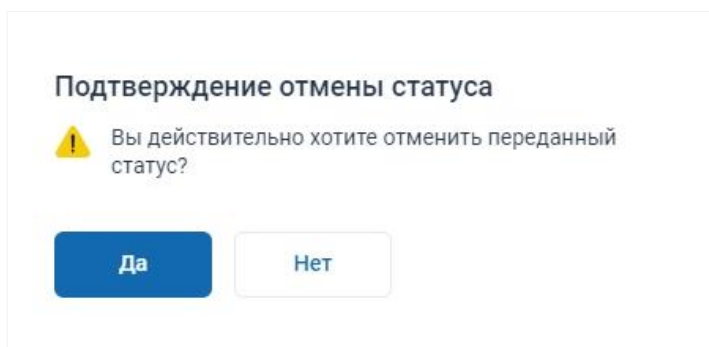 Подтверждение отмены статуса
Вы действительно хотите отменить переданный
статус?
Да
Нет